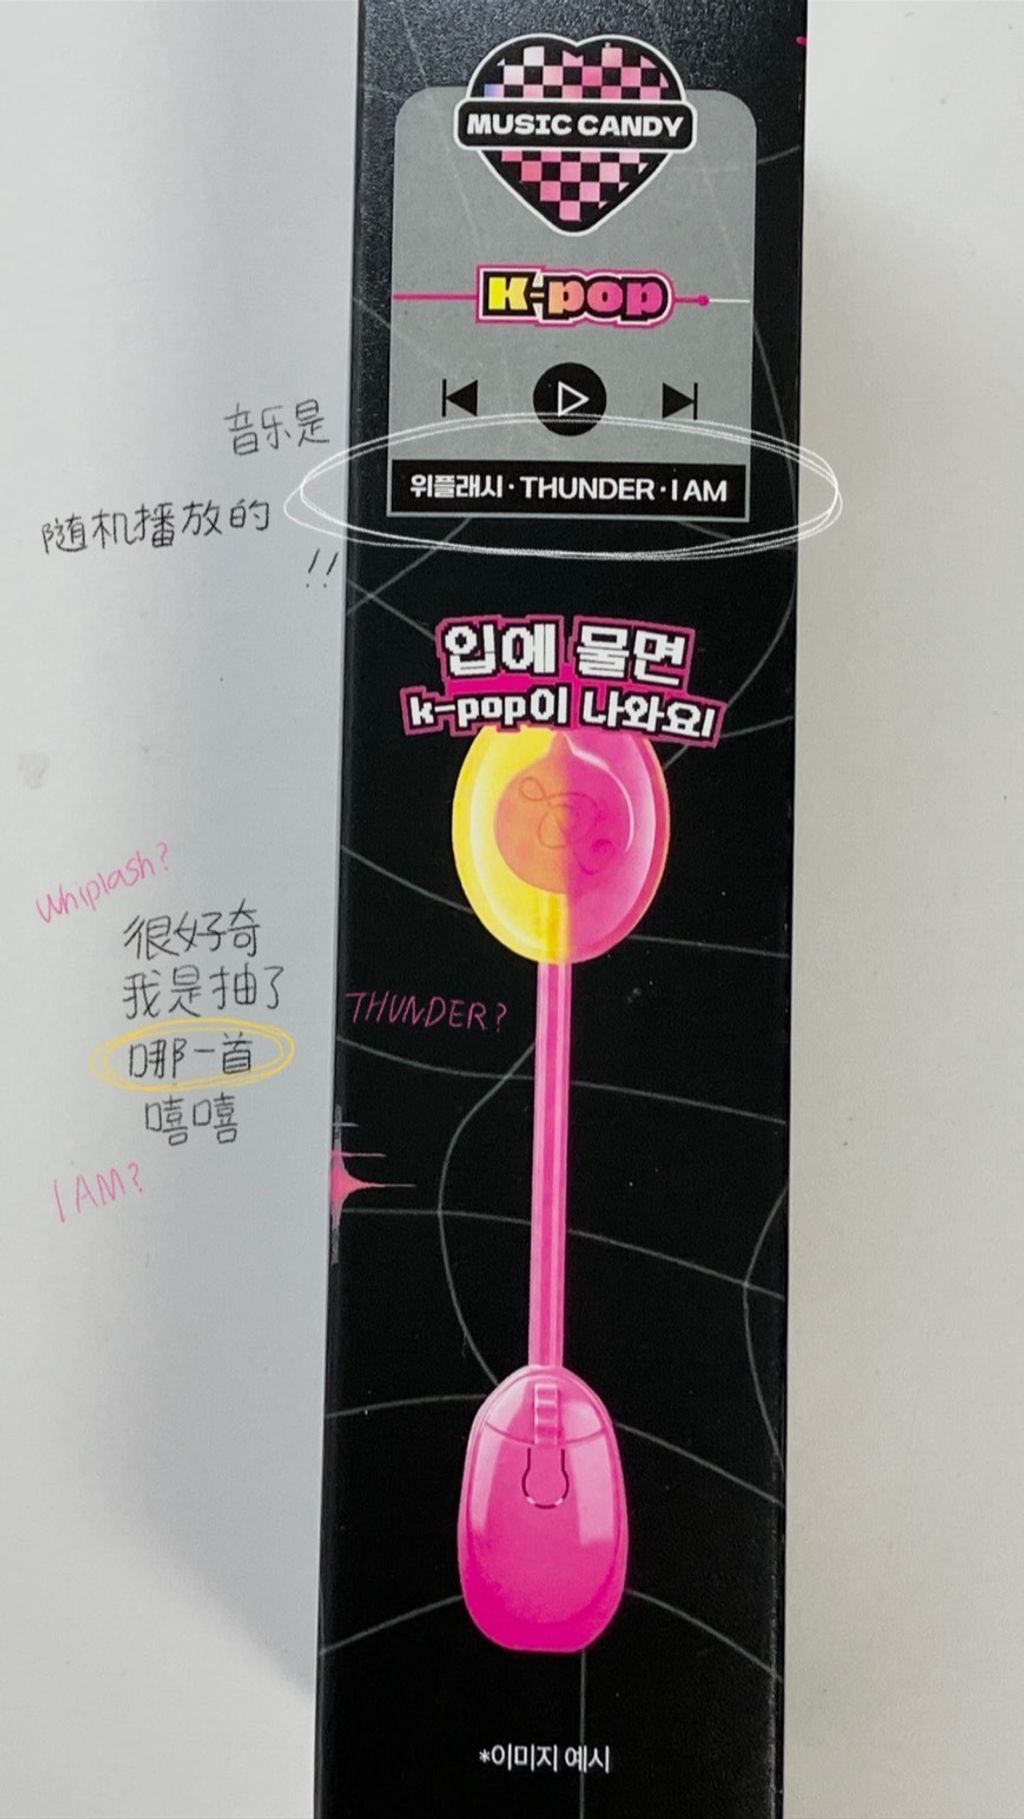 MUSIC CANDY
K-pop
音乐是
위플래시·THUNDER·I AM
随机播放的
!!
입에 물면
k-pop이 나와요!
Whiplash?
很好奇
我是抽了
THUNDER?
哪一首
嘻嘻
I AM?
*이미지 예시